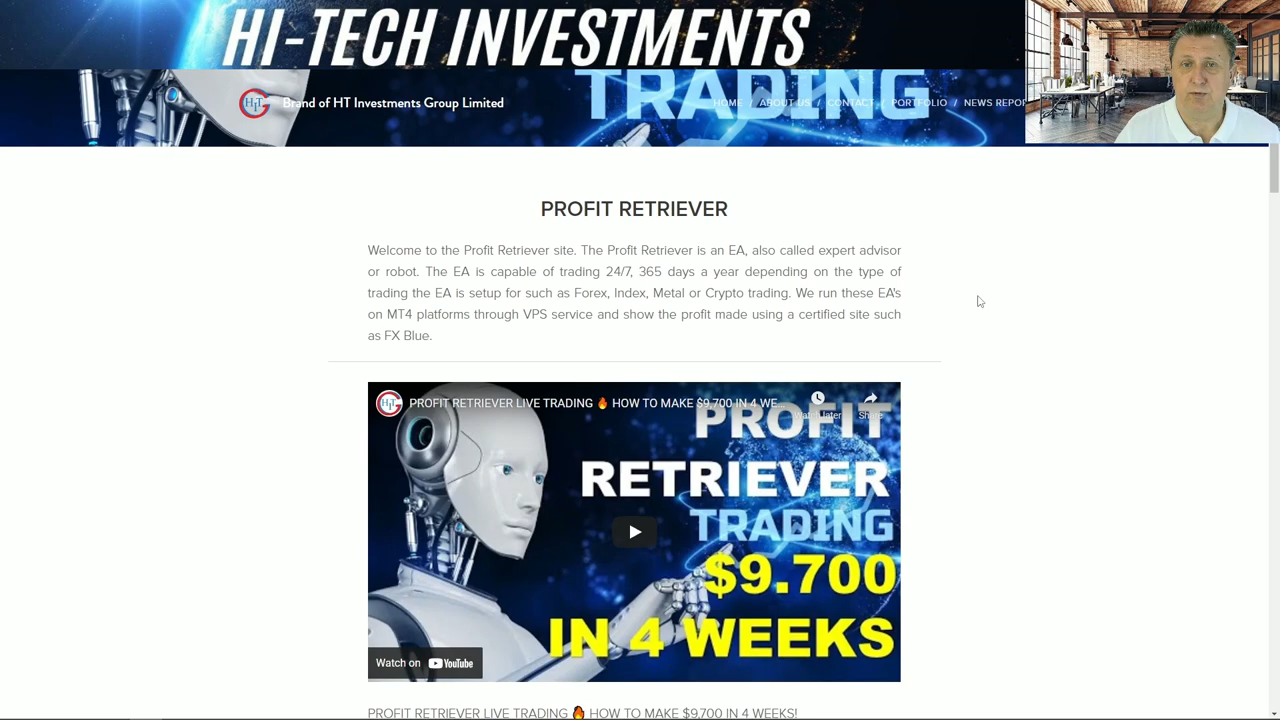 HI-TECH INVESTMENTS
TRADING
HIT
Brand of HT Investments Group Limited
HOME / ABOUT US / CONTACT / PORTFOLIO / NEWS REPOR
PROFIT RETRIEVER
Welcome to the Profit Retriever site. The Profit Retriever is an EA, also called expert advisor
or robot. The EA is capable of trading 24/7, 365 days a year depending on the type of
trading the EA is setup for such as Forex, Index, Metal or Crypto trading. We run these EA's
on MT4 platforms through VPS service and show the profit made using a certified site such
as FX Blue.
HIT
PROFIT RETRIEVER LIVE TRADING 🔥 HOW TO MAKE $9,700 IN 4 WE...
Watch later
Share
PROFIT
RETRIEVER
TRADING
$9.700
IN 4 WEEKS
Watch on YouTube
PROFIT RETRIEVER LIVE TRADING 🔥 HOW TO MAKE $9,700 IN 4 WEEKS!